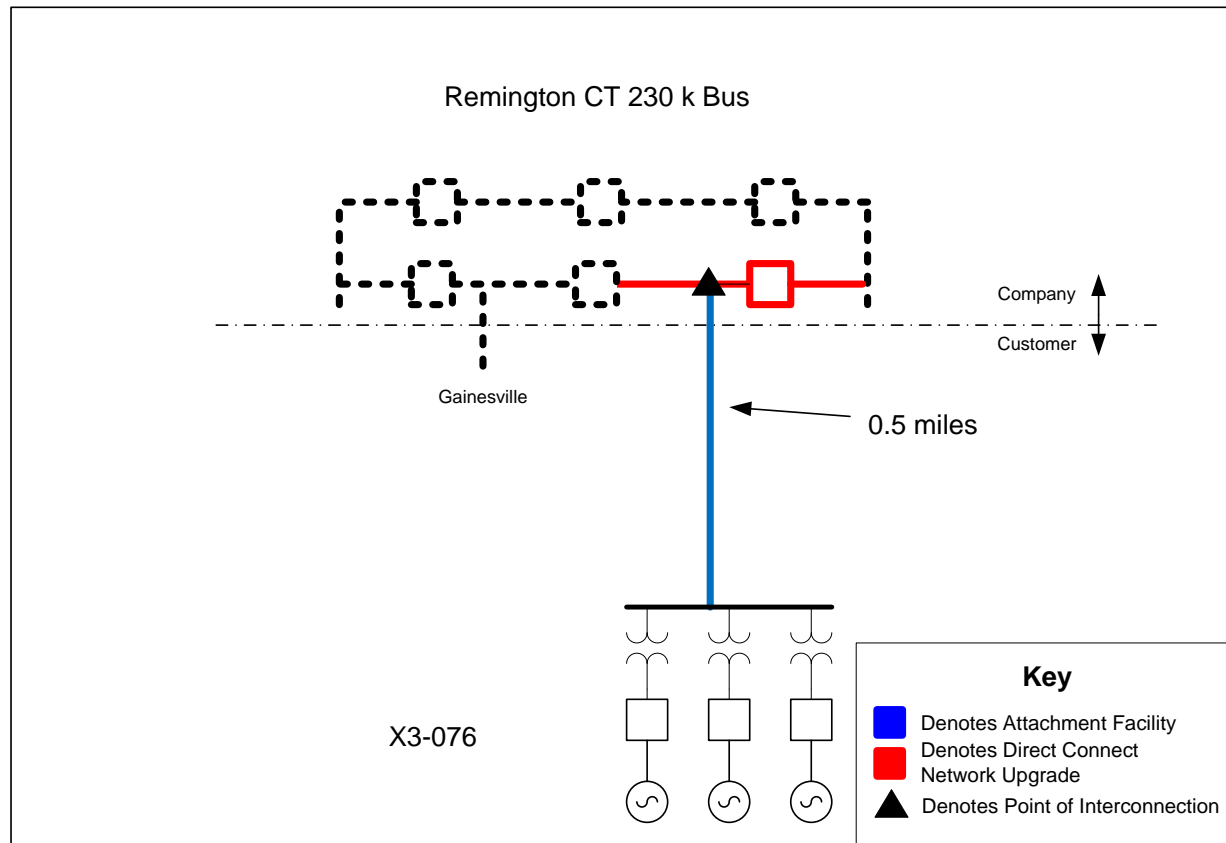 Remington CT 230 k Bus
Company
Customer
Gainesville
0.5 miles
X3-076
Key
Denotes Attachment Facility
Denotes Direct Connect
Network Upgrade
Denotes Point of Interconnection